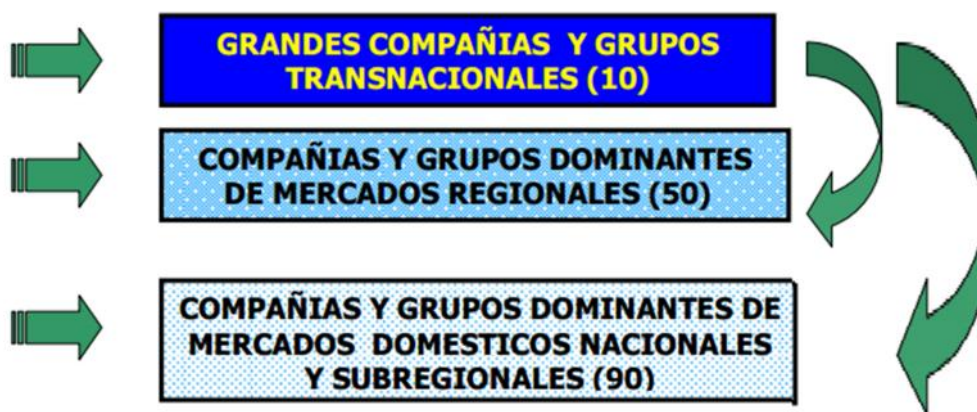 GRANDES COMPAÑIAS Y GRUPOS
TRANSNACIONALES (10)
COMPAÑIAS Y GRUPOS DOMINANTES
DE MERCADOS REGIONALES (50)
COMPAÑIAS Y GRUPOS DOMINANTES DE
MERCADOS DOMESTICOS NACIONALES
Y SUBREGIONALES (90)